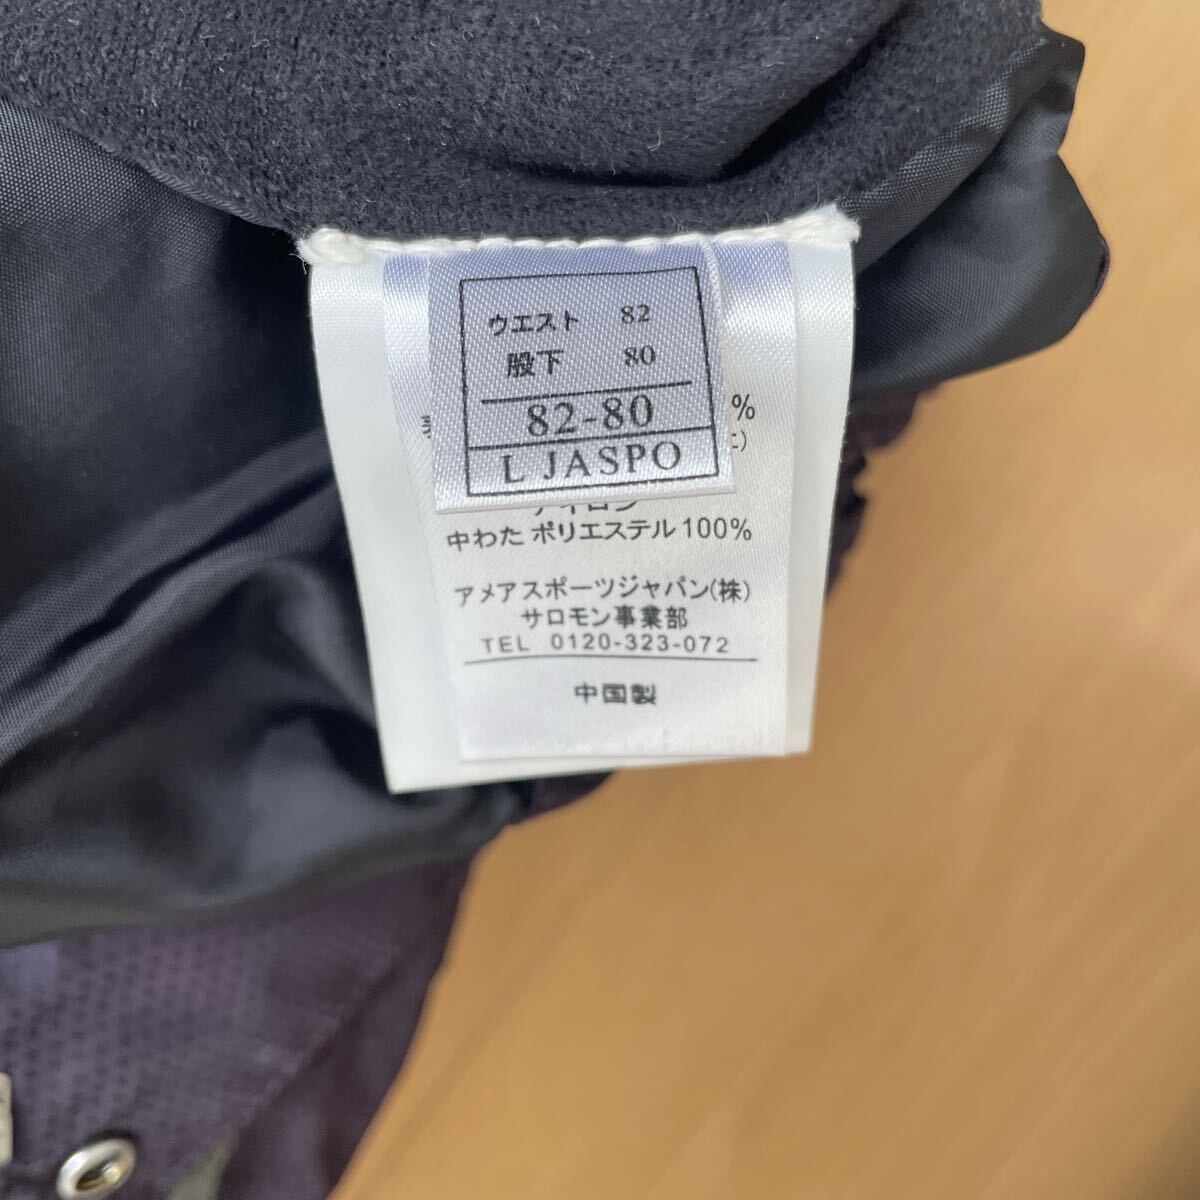 ウエスト 82
股下 80
82-80
L JASPO
%
中わた ポリエステル100%
アメアスポーツジャパン(株)
サロモン事業部
TEL 0120-323-072
中国製